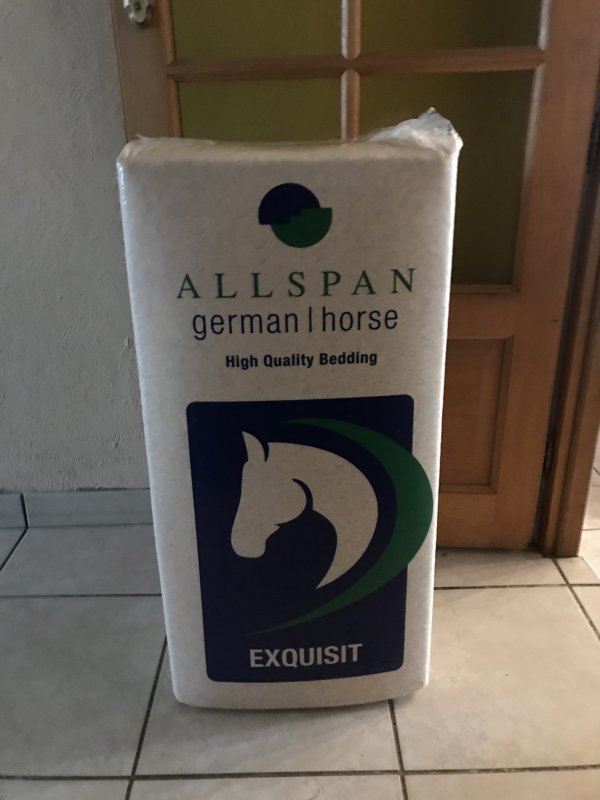 ALLSPAN
german|horse
High Quality Bedding
EXQUISIT